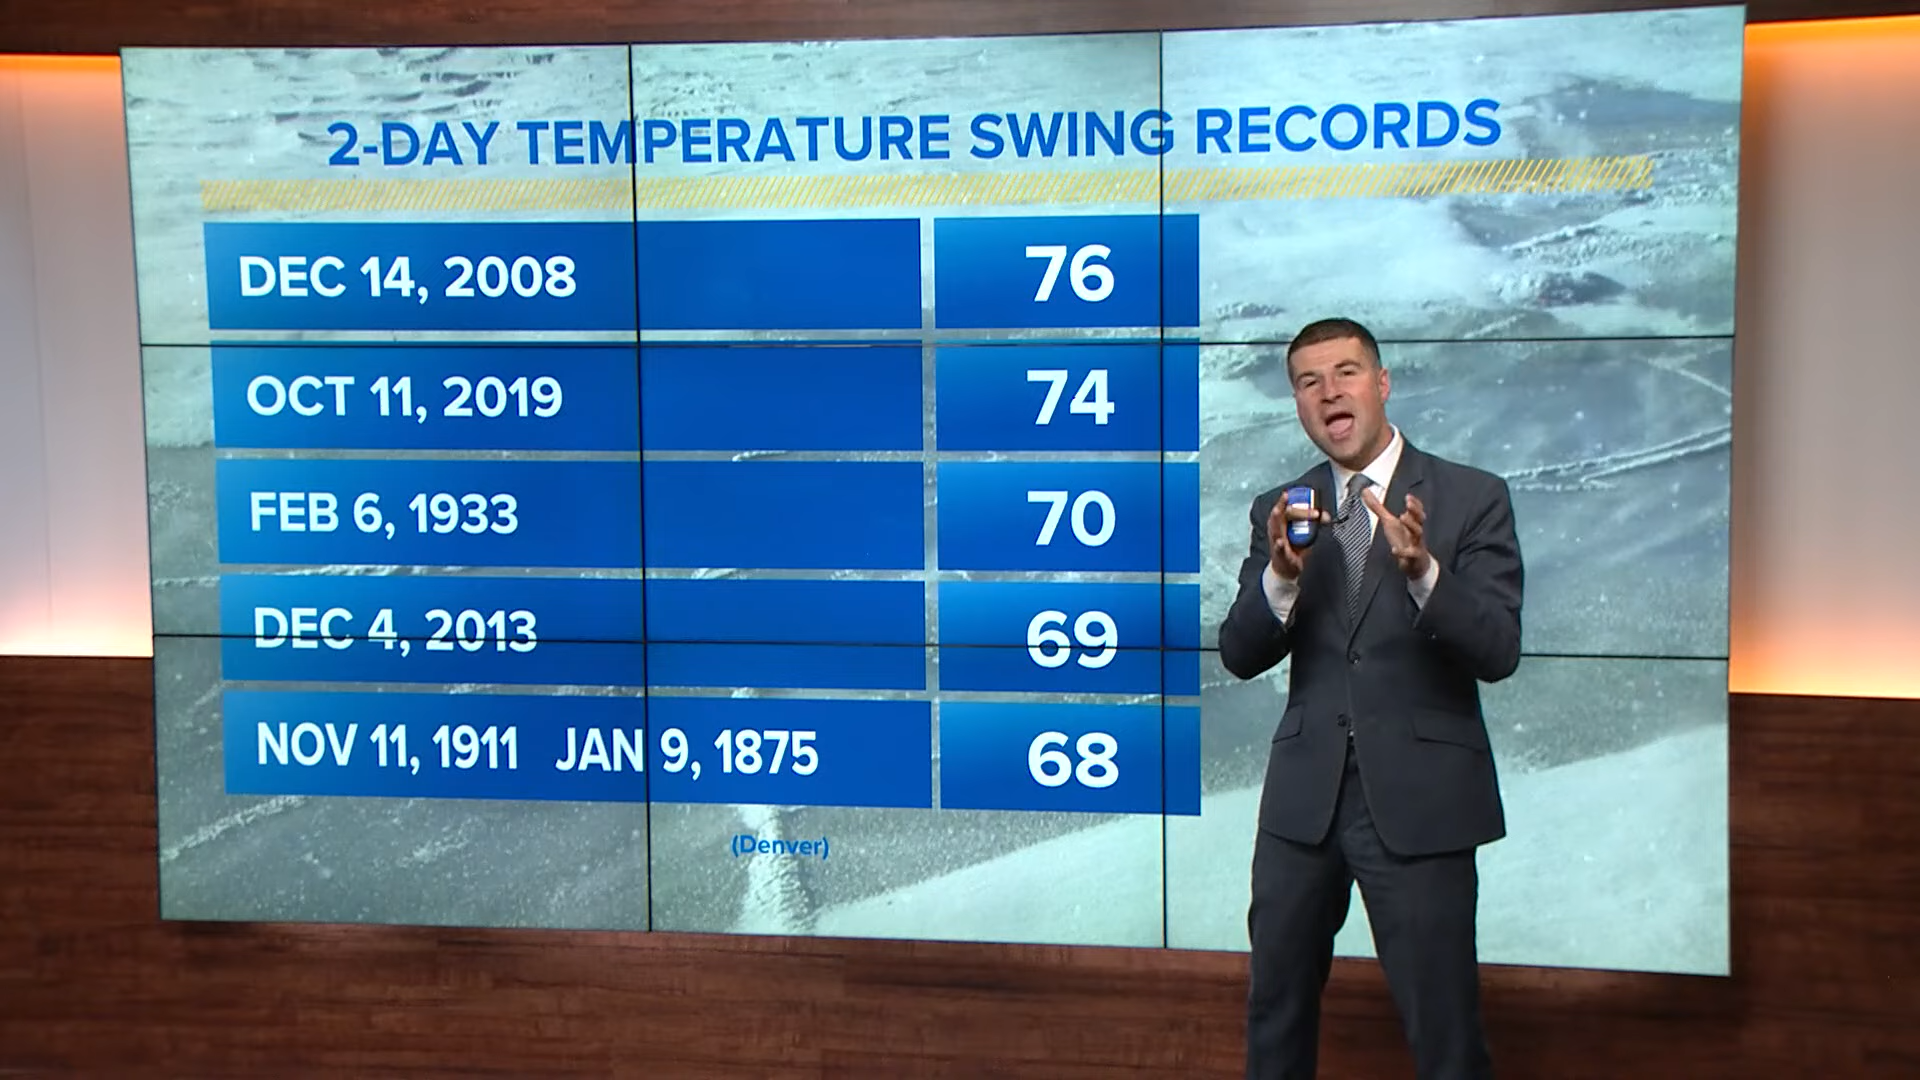 2-DAY TEMPERATURE SWING RECORDS
DEC 14, 2008 76
OCT 11, 2019 74
FEB 6, 1933 70
DEC 4, 2013 69
NOV 11, 1911 JAN 9, 1875 68
(Denver)